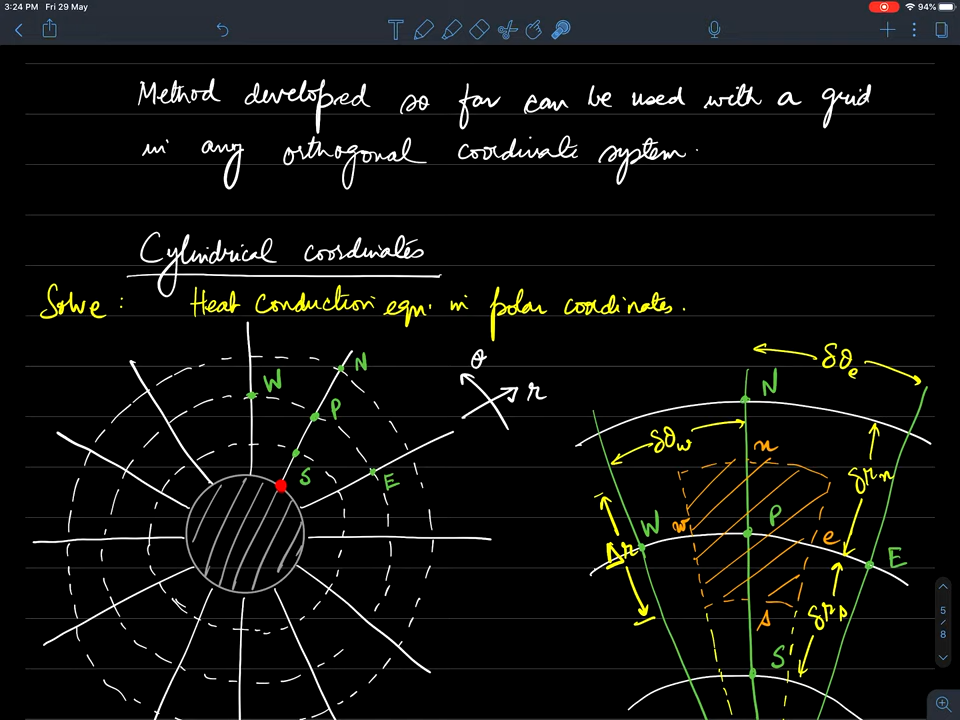 3:24 PM Fri 29 May
94%
Method developed so far can be used with a grid
in any orthogonal coordinate system.
Cylindrical coordinates
Solve : Heat conduction eqn. in polar coordinates.
W
N
P
S
E
θ
r
δθe
N
δθw
n
δrn
W
w
P
e
E
Δr
s
δrs
S
5
/
8